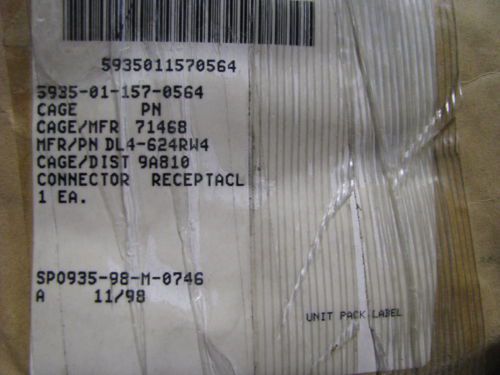 5935011570564
5935-01-157-0564
CAGE PN
CAGE/MFR 71468
MFR/PN DL4-624RW4
CAGE/DIST 9A810
CONNECTOR RECEPTACL
1 EA.
SPO935-98-M-0746
A 11/98
UNIT PACK LABEL